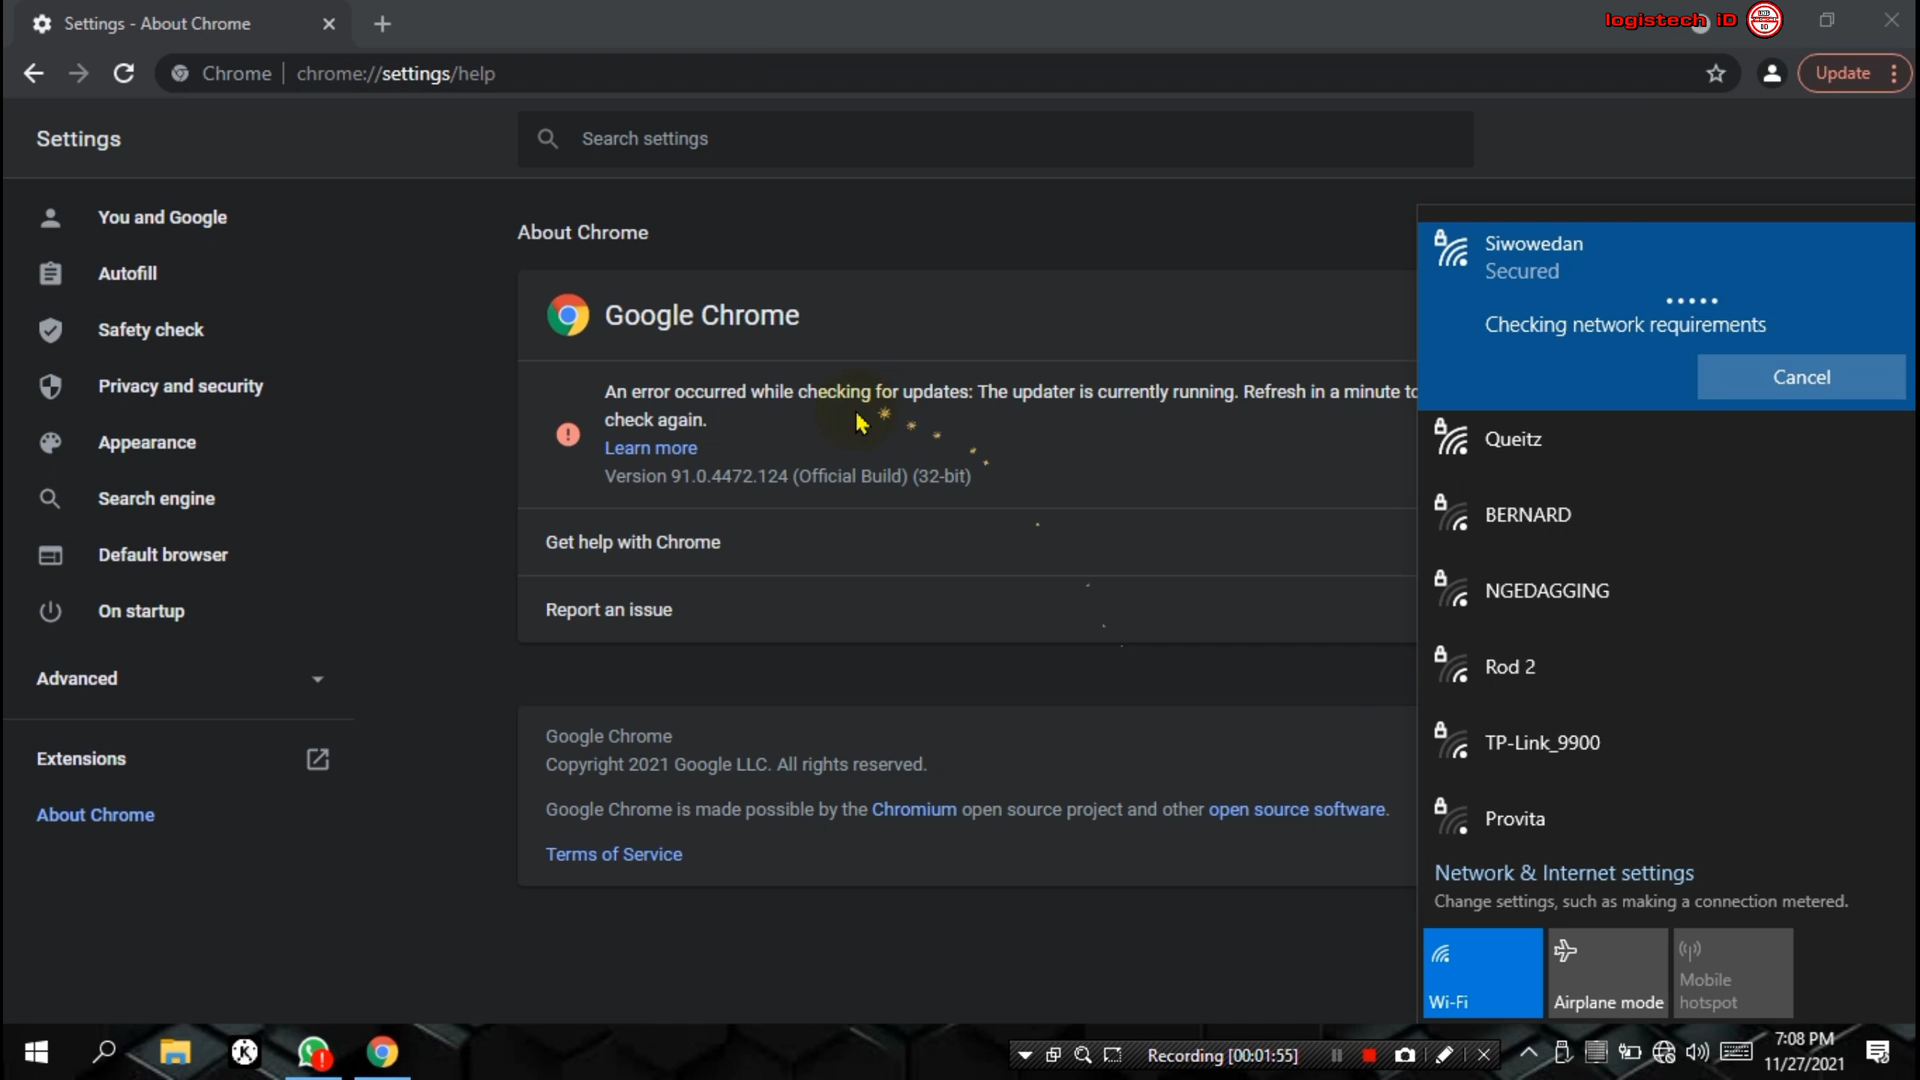 Settings - About Chrome
logistech iD
Chrome
chrome://settings/help
Update
Settings
Search settings
You and Google
Autofill
Safety check
Privacy and security
Appearance
Search engine
Default browser
On startup
Advanced
Extensions
About Chrome
About Chrome
Google Chrome
An error occurred while checking for updates: The updater is currently running. Refresh in a minute to
check again.
Learn more
Version 91.0.4472.124 (Official Build) (32-bit)
Get help with Chrome
Report an issue
Google Chrome
Copyright 2021 Google LLC. All rights reserved.
Google Chrome is made possible by the Chromium open source project and other open source software.
Terms of Service
Siwowedan
Secured
Checking network requirements
Cancel
Queitz
BERNARD
NGEDAGGING
Rod 2
TP-Link_9900
Provita
Network & Internet settings
Change settings, such as making a connection metered.
Wi-Fi
Airplane mode
Mobile
hotspot
Recording [00:01:55]
7:08 PM
11/27/2021